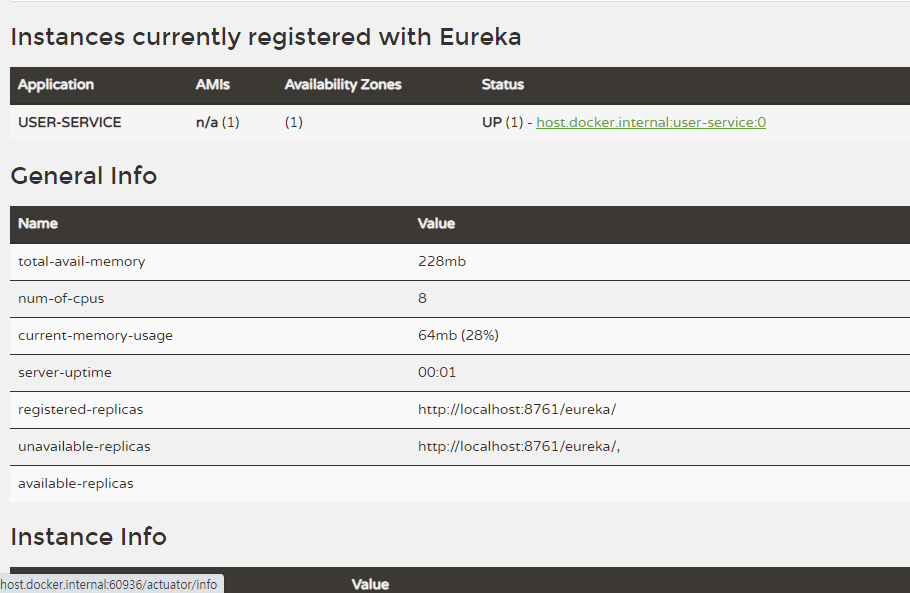 Instances currently registered with Eureka
Application AMIs Availability Zones Status
USER-SERVICE n/a (1) (1) UP (1) - host.docker.internal:user-service:0
General Info
Name Value
total-avail-memory 228mb
num-of-cpus 8
current-memory-usage 64mb (28%)
server-uptime 00:01
registered-replicas http://localhost:8761/eureka/
unavailable-replicas http://localhost:8761/eureka/,
available-replicas
Instance Info
Value
host.docker.internal:60936/actuator/info